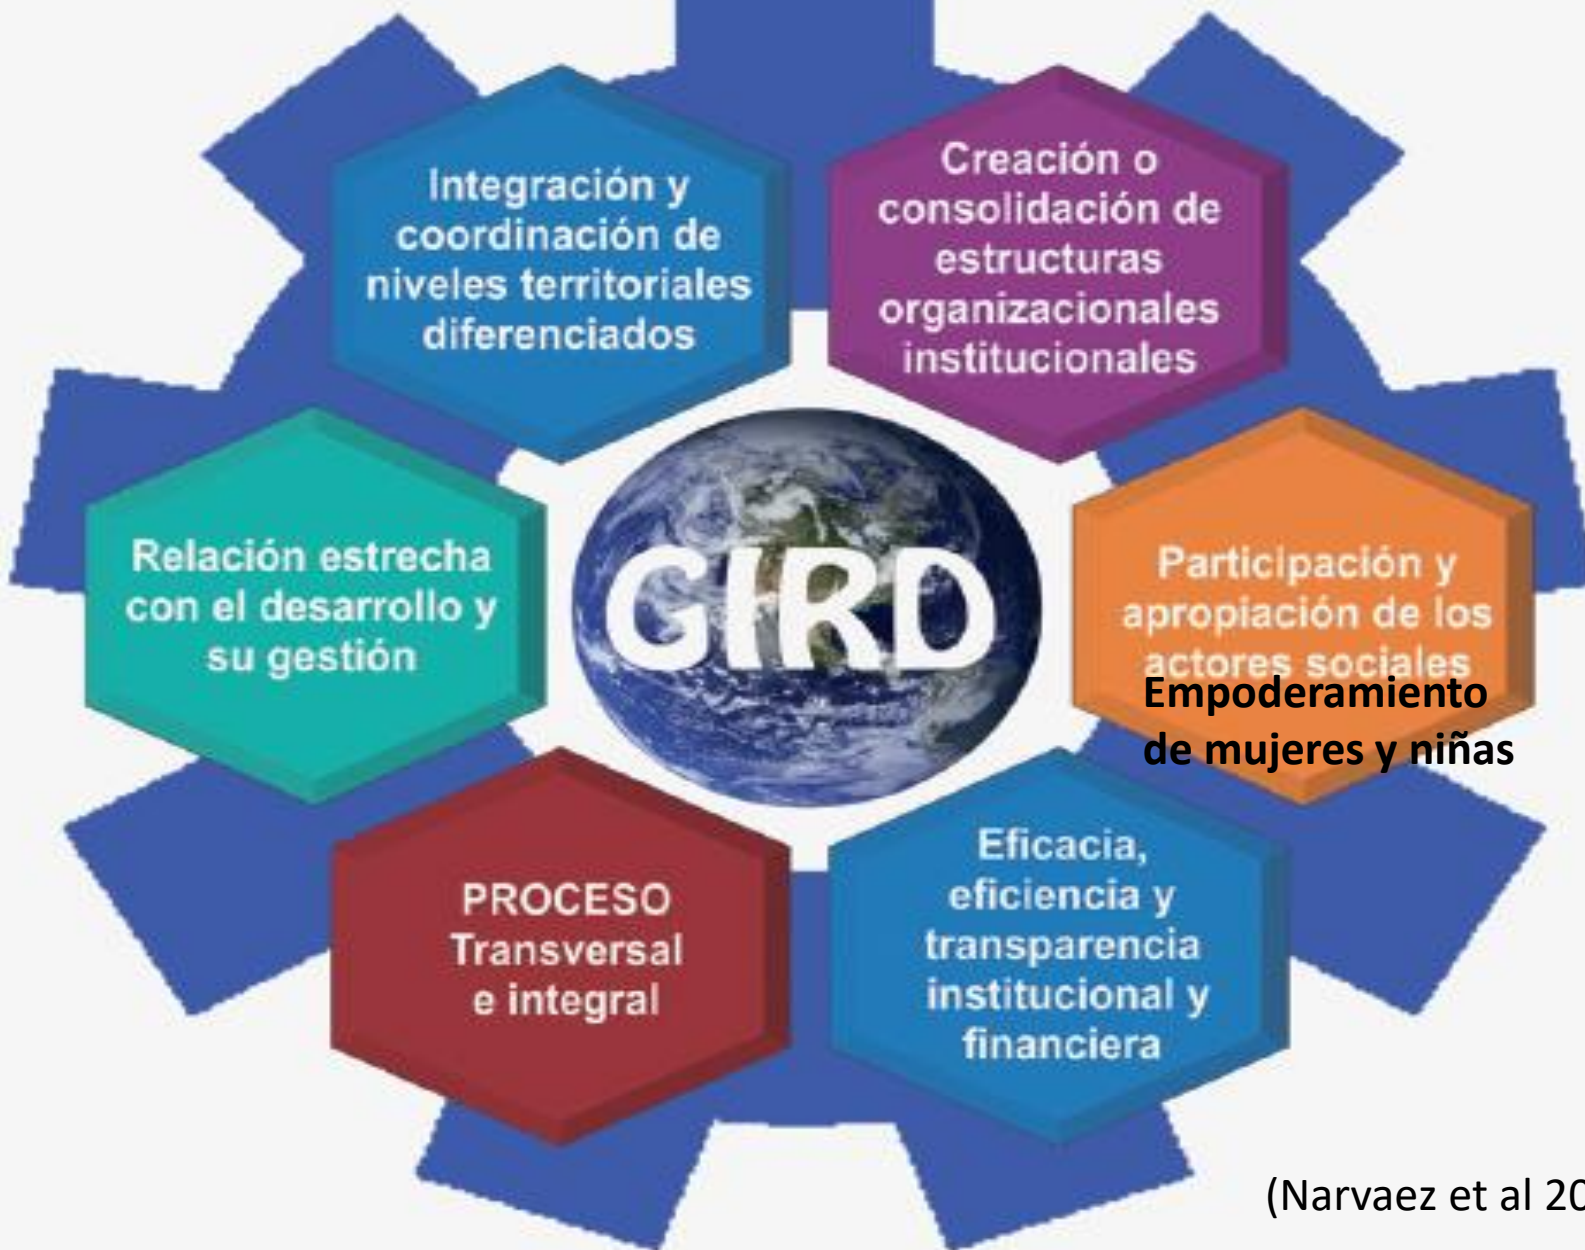 Integración y
coordinación de
niveles territoriales
diferenciados
Creación o
consolidación de
estructuras
organizacionales
institucionales
Relación estrecha
con el desarrollo y
su gestión
GIRD
Participación y
apropiación de los
actores sociales
Empoderamiento
de mujeres y niñas
PROCESO
Transversal
e integral
Eficacia,
eficiencia y
transparencia
institucional y
financiera
(Narvaez et al 20